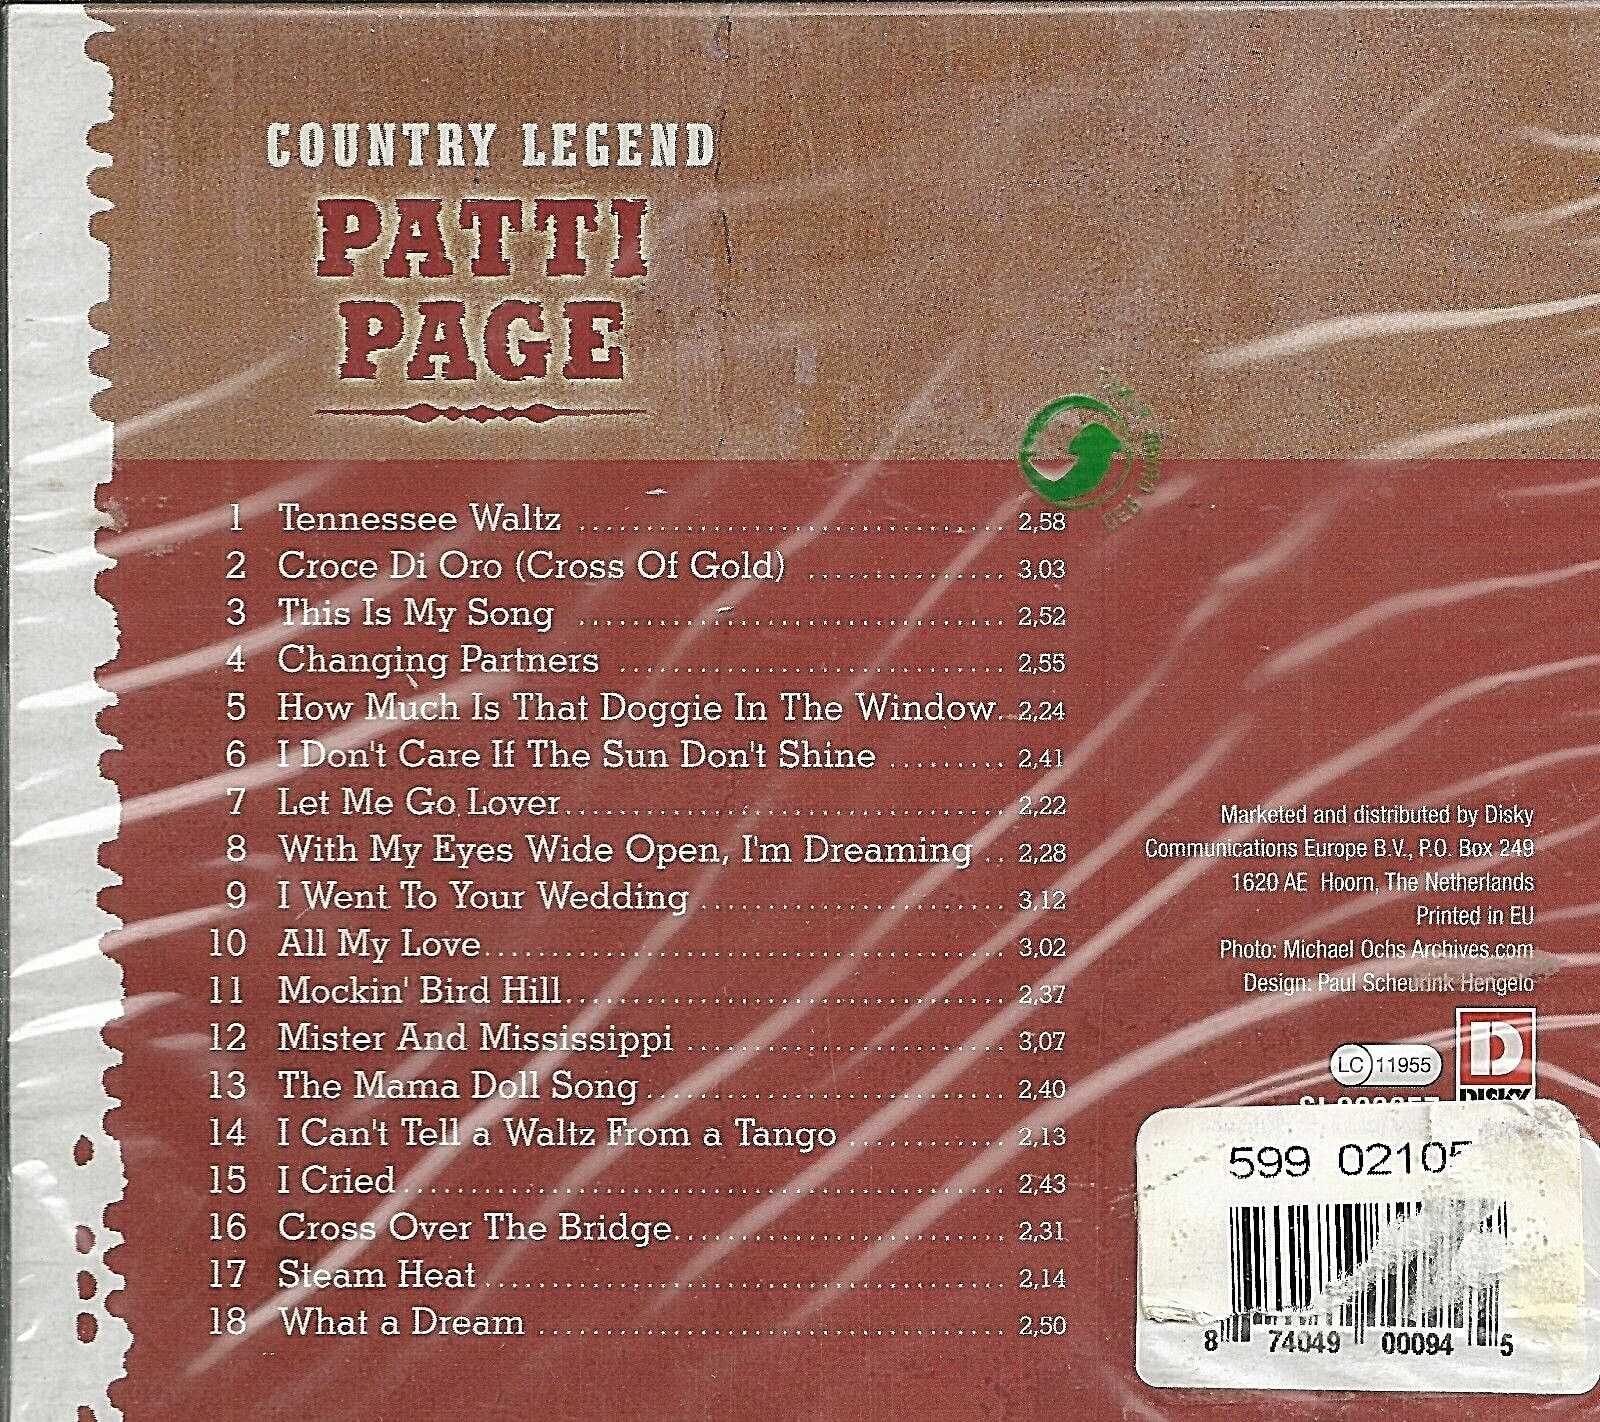 COUNTRY LEGEND
PATTI
PAGE
1 Tennessee Waltz ................................ 2,58
2 Croce Di Oro (Cross Of Gold) ............... 3,03
3 This Is My Song ................................ 2,52
4 Changing Partners ............................. 2,55
5 How Much Is That Doggie In The Window.. 2,24
6 I Don't Care If The Sun Don't Shine ......... 2,41
7 Let Me Go Lover................................. 2,22
8 With My Eyes Wide Open, I'm Dreaming .. 2,28
9 I Went To Your Wedding ....................... 3,12
10 All My Love....................................... 3,02
11 Mockin' Bird Hill................................. 2,37
12 Mister And Mississippi ........................ 3,07
13 The Mama Doll Song........................... 2,40
14 I Can't Tell a Waltz From a Tango ............ 2,13
15 I Cried............................................. 2,43
16 Cross Over The Bridge......................... 2,31
17 Steam Heat....................................... 2,14
18 What a Dream ................................... 2,50
Marketed and distributed by Disky
Communications Europe B.V., P.O. Box 249
1620 AE Hoorn, The Netherlands
Printed in EU
Photo: Michael Ochs Archives.com
Design: Paul Scheurink Hengelo
LC 11955
DISKY
599 02105
8 74049 00094 5